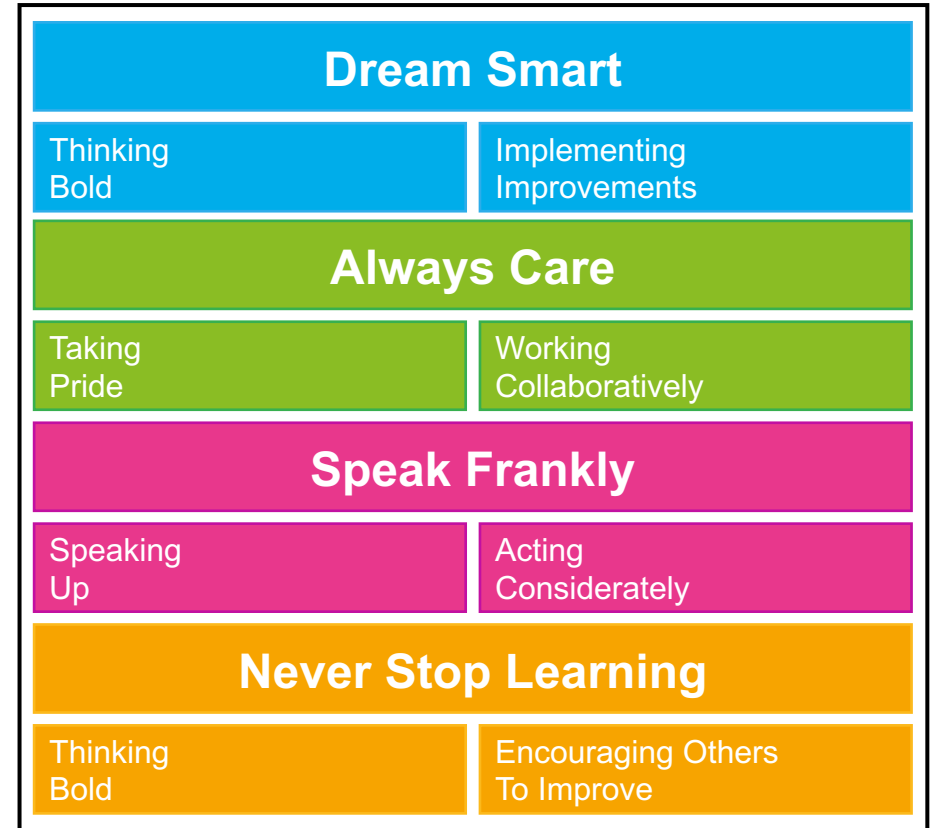 Dream Smart
Thinking
Bold
Implementing
Improvements
Always Care
Taking
Pride
Working
Collaboratively
Speak Frankly
Speaking
Up
Acting
Considerately
Never Stop Learning
Thinking
Bold
Encouraging Others
To Improve